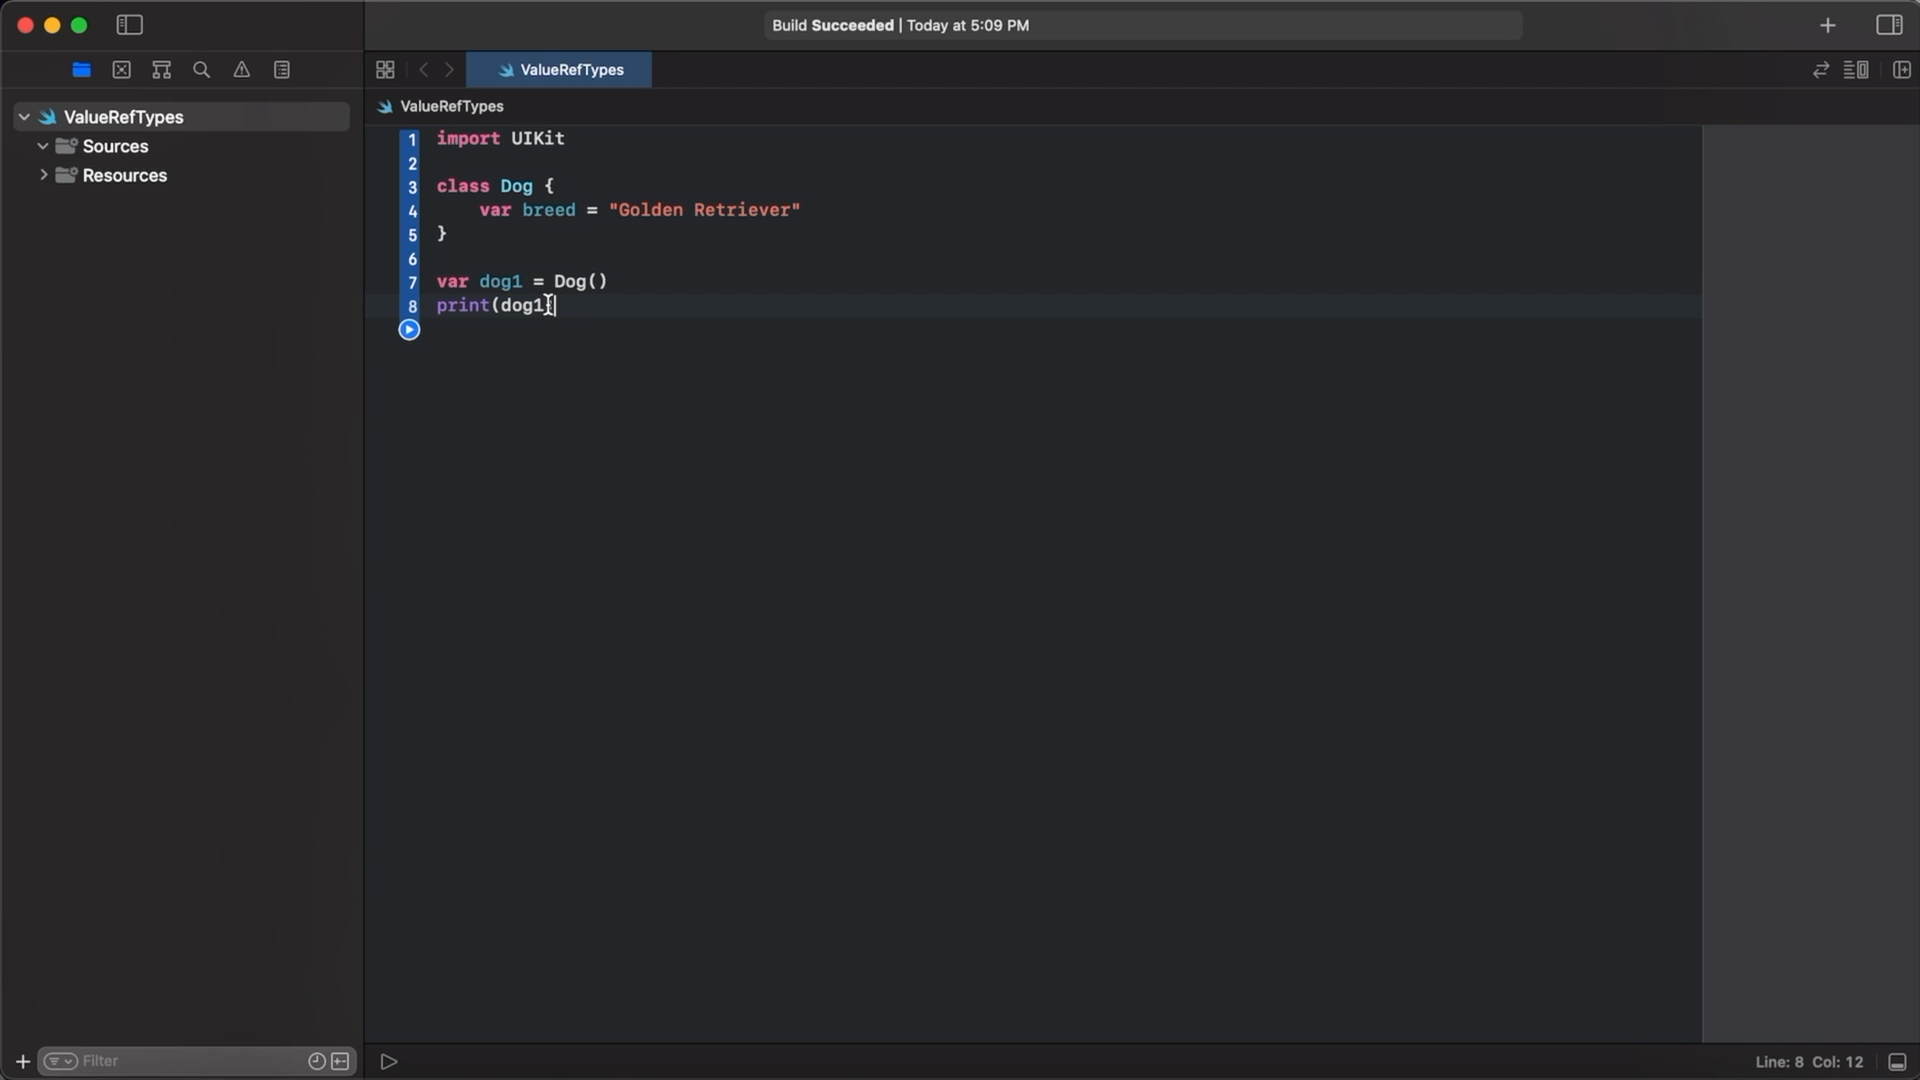 Build Succeeded | Today at 5:09 PM
ValueRefTypes
ValueRefTypes
ValueRefTypes
Sources
Resources
1 import UIKit
2
3 class Dog {
4 var breed = "Golden Retriever"
5 }
6
7 var dog1 = Dog()
8 print(dog1)
Filter
Line: 8 Col: 12